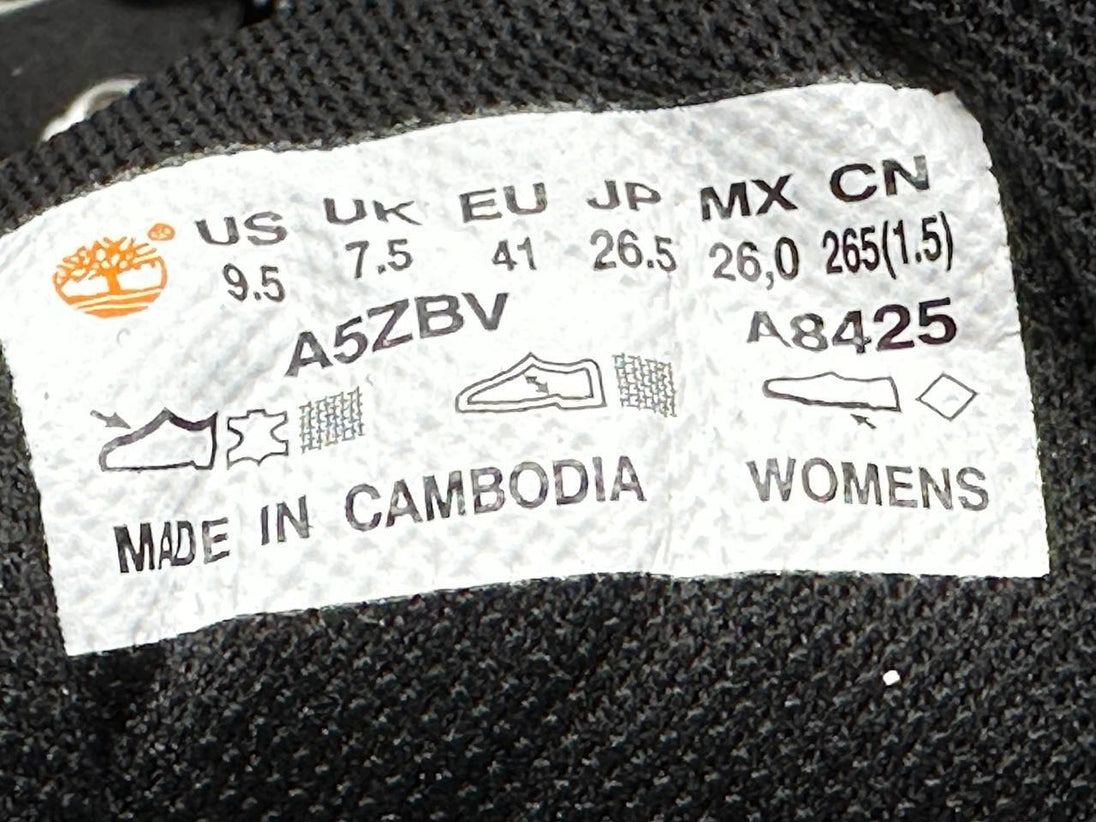 US UK EU JP MX CN
9.5 7.5 41 26.5 26,0 265(1.5)
A5ZBV A8425
MADE IN CAMBODIA WOMENS